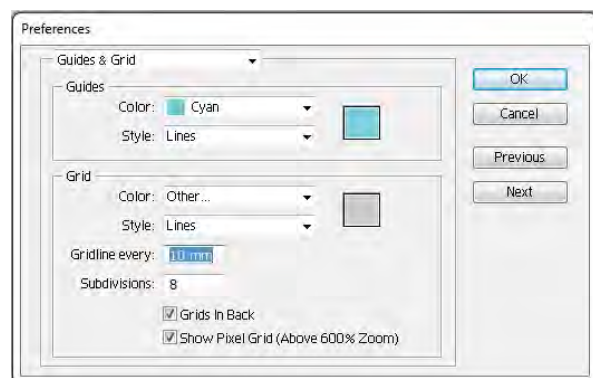 Preferences
Guides & Grid
OK
Cancel
Previous
Next
Guides
Color: Cyan
Style: Lines
Grid
Color: Other...
Style: Lines
Gridline every: 10 mm
Subdivisions: 8
Grids In Back
Show Pixel Grid (Above 600% Zoom)